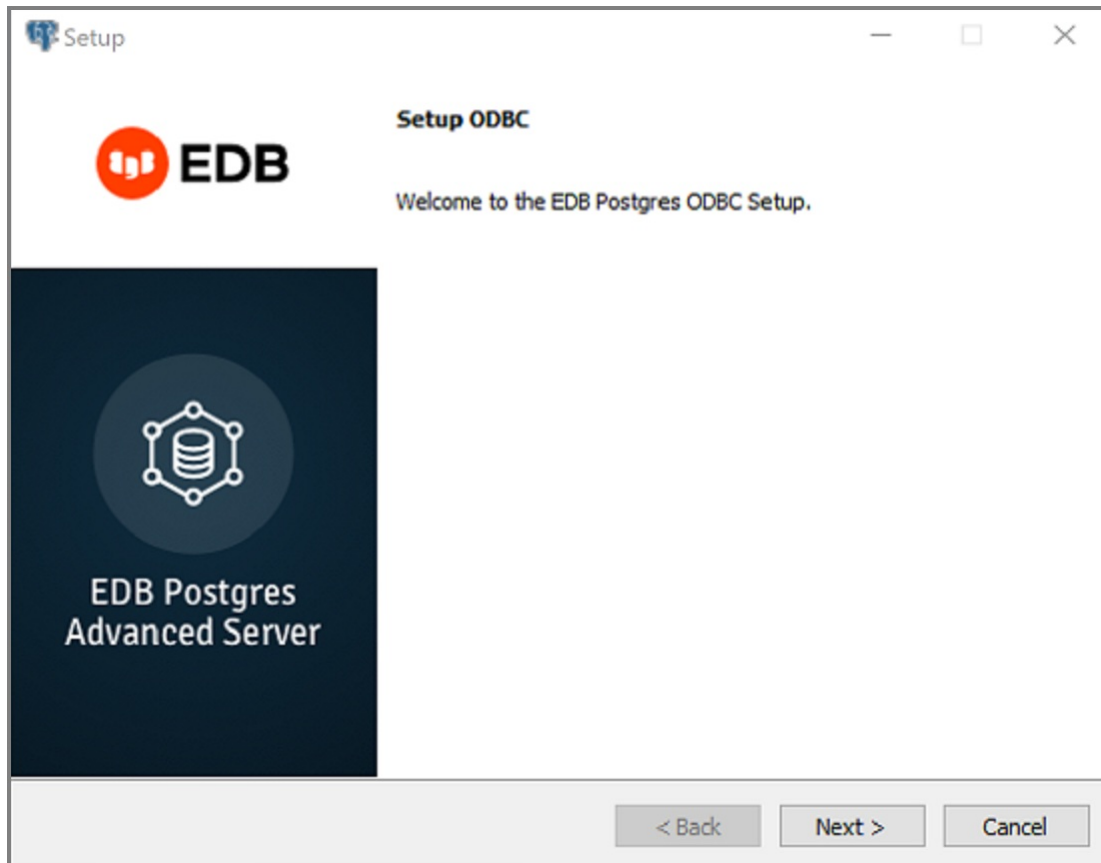 Setup
EDB
Setup ODBC
Welcome to the EDB Postgres ODBC Setup.
EDB Postgres
Advanced Server
< Back
Next >
Cancel